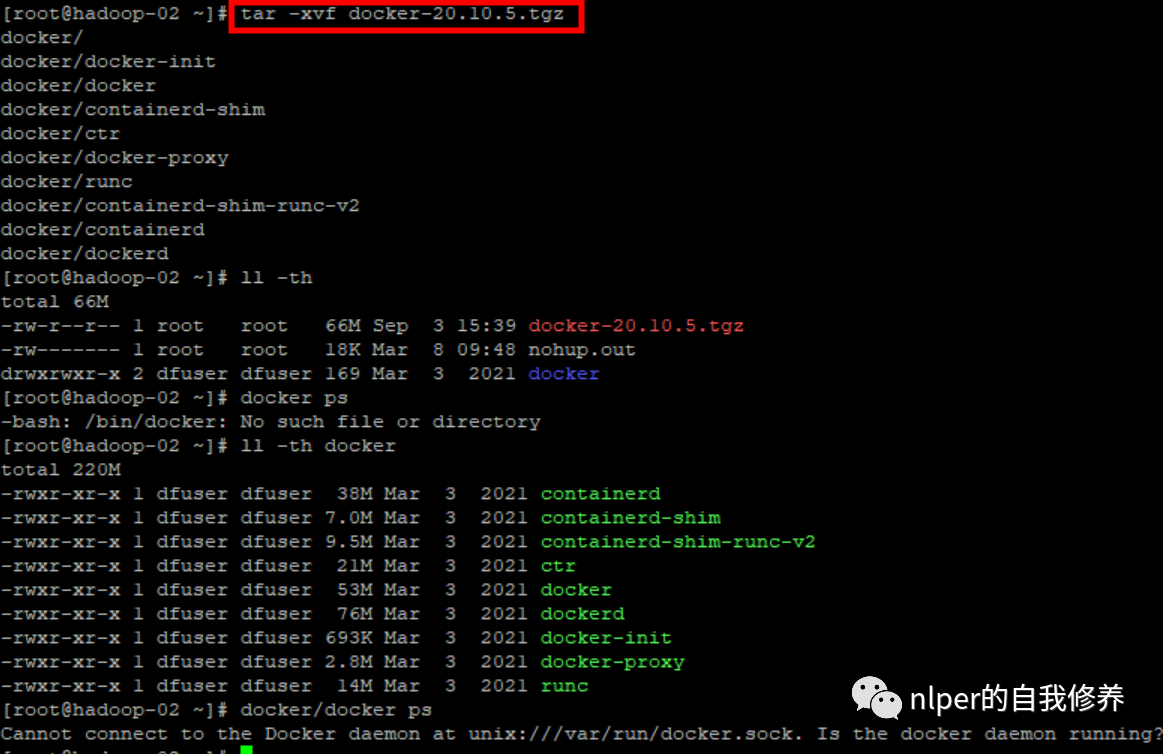 [root@hadoop-02 ~]# tar -xvf docker-20.10.5.tgz
docker/
docker/docker-init
docker/docker
docker/containerd-shim
docker/ctr
docker/docker-proxy
docker/runc
docker/containerd-shim-runc-v2
docker/containerd
docker/dockerd
[root@hadoop-02 ~]# ll -th
total 66M
-rw-r--r-- 1 root   root    66M Sep  3 15:39 docker-20.10.5.tgz
-rw------- 1 root   root    18K Mar  8 09:48 nohup.out
drwxrwxr-x 2 dfuser dfuser 169 Mar  3  2021 docker
[root@hadoop-02 ~]# docker ps
-bash: /bin/docker: No such file or directory
[root@hadoop-02 ~]# ll -th docker
total 220M
-rwxr-xr-x 1 dfuser dfuser  38M Mar  3  2021 containerd
-rwxr-xr-x 1 dfuser dfuser 7.0M Mar  3  2021 containerd-shim
-rwxr-xr-x 1 dfuser dfuser 9.5M Mar  3  2021 containerd-shim-runc-v2
-rwxr-xr-x 1 dfuser dfuser  21M Mar  3  2021 ctr
-rwxr-xr-x 1 dfuser dfuser  53M Mar  3  2021 docker
-rwxr-xr-x 1 dfuser dfuser  76M Mar  3  2021 dockerd
-rwxr-xr-x 1 dfuser dfuser 693K Mar  3  2021 docker-init
-rwxr-xr-x 1 dfuser dfuser 2.8M Mar  3  2021 docker-proxy
-rwxr-xr-x 1 dfuser dfuser  14M Mar  3  2021 runc
[root@hadoop-02 ~]# docker/docker ps
Cannot connect to the Docker daemon at unix:///var/run/docker.sock. Is the docker daemon running?
nlper的自我修养